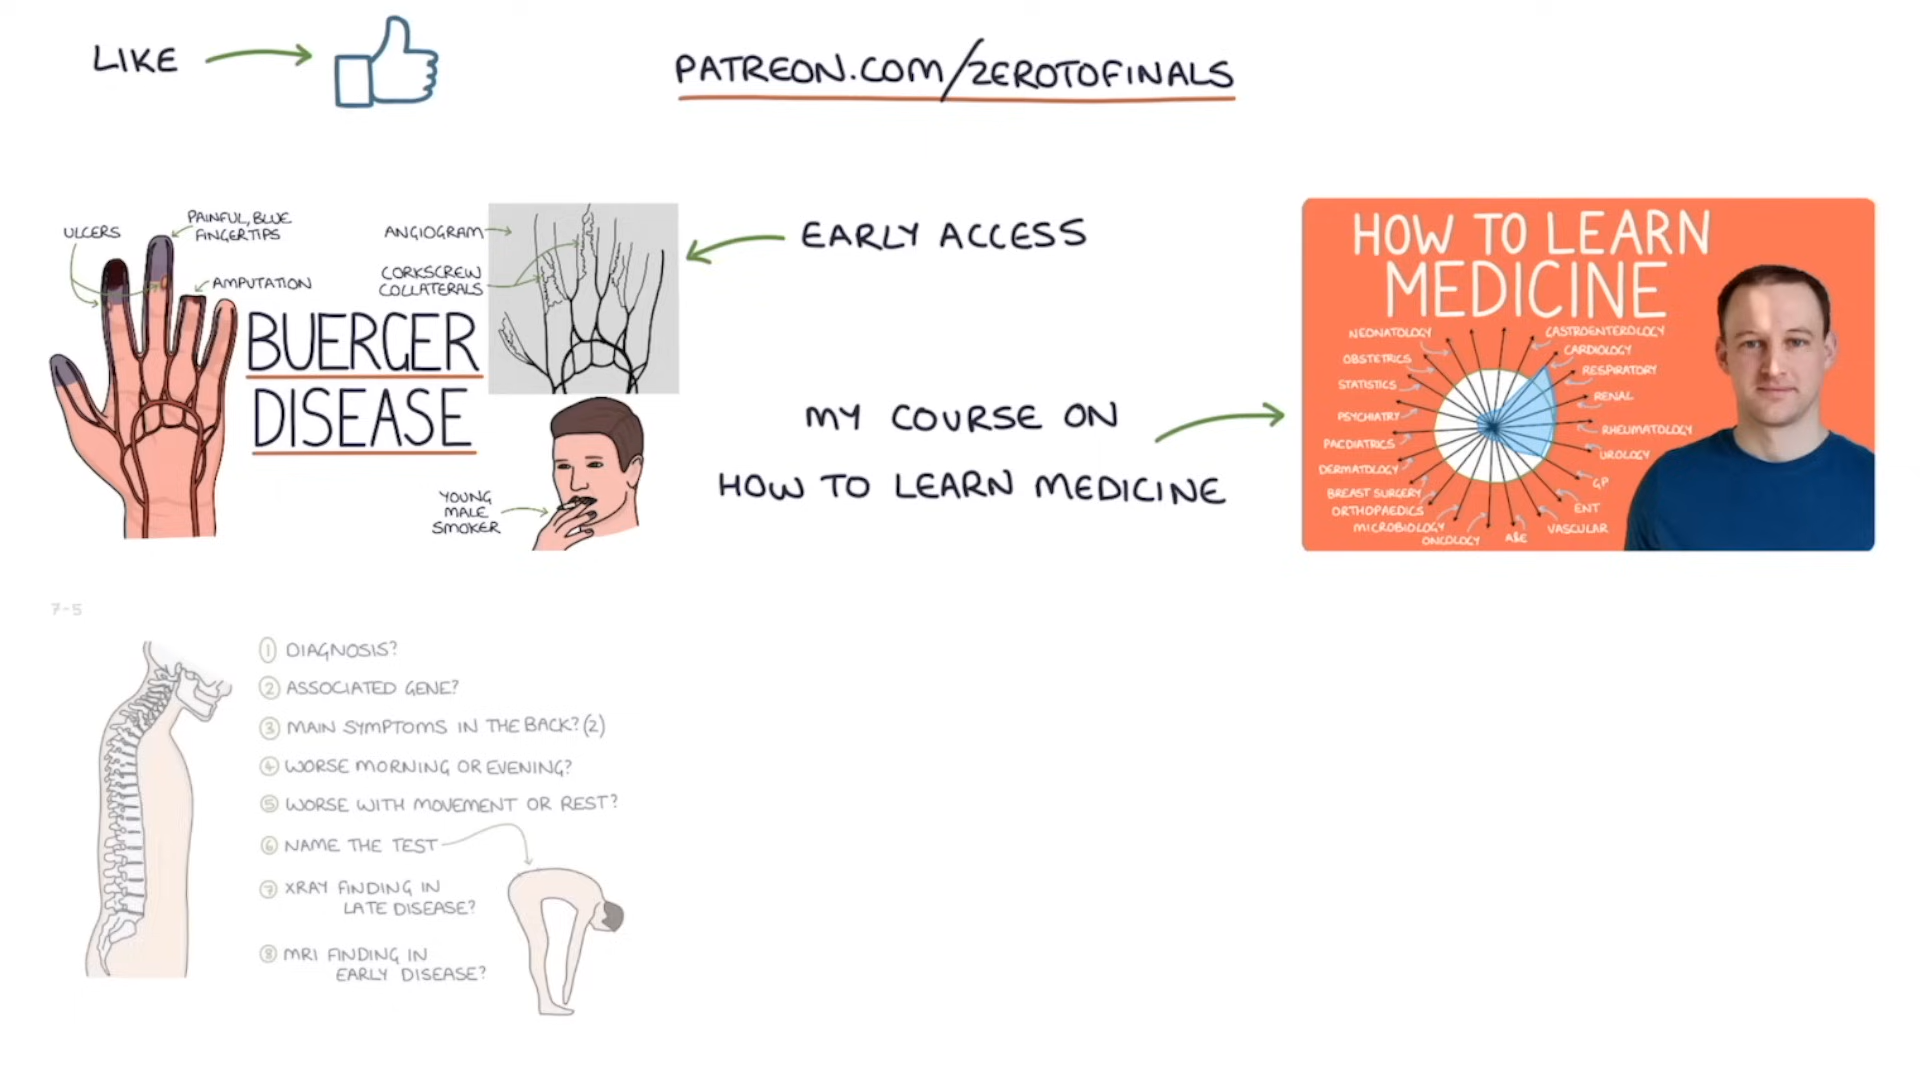 LIKE
PATREON.COM/ZEROTOFINALS
ULCERS
PAINFUL, BLUE
FINGERTIPS
AMPUTATION
BUERGER
DISEASE
ANGIOGRAM
CORKSCREW
COLLATERALS
YOUNG
MALE
SMOKER
EARLY ACCESS
MY COURSE ON
HOW TO LEARN MEDICINE
HOW TO LEARN
MEDICINE
NEONATOLOGY
OBSTETRICS
STATISTICS
PSYCHIATRY
PAEDIATRICS
DERMATOLOGY
BREAST SURGERY
ORTHOPAEDICS
MICROBIOLOGY
ONCOLOGY
A&E
VASCULAR
ENT
GP
UROLOGY
RHEUMATOLOGY
RENAL
RESPIRATORY
CARDIOLOGY
GASTROENTEROLOGY
7-5
1 DIAGNOSIS?
2 ASSOCIATED GENE?
3 MAIN SYMPTOMS IN THE BACK? (2)
4 WORSE MORNING OR EVENING?
5 WORSE WITH MOVEMENT OR REST?
6 NAME THE TEST
7 XRAY FINDING IN
LATE DISEASE?
8 MRI FINDING IN
EARLY DISEASE?